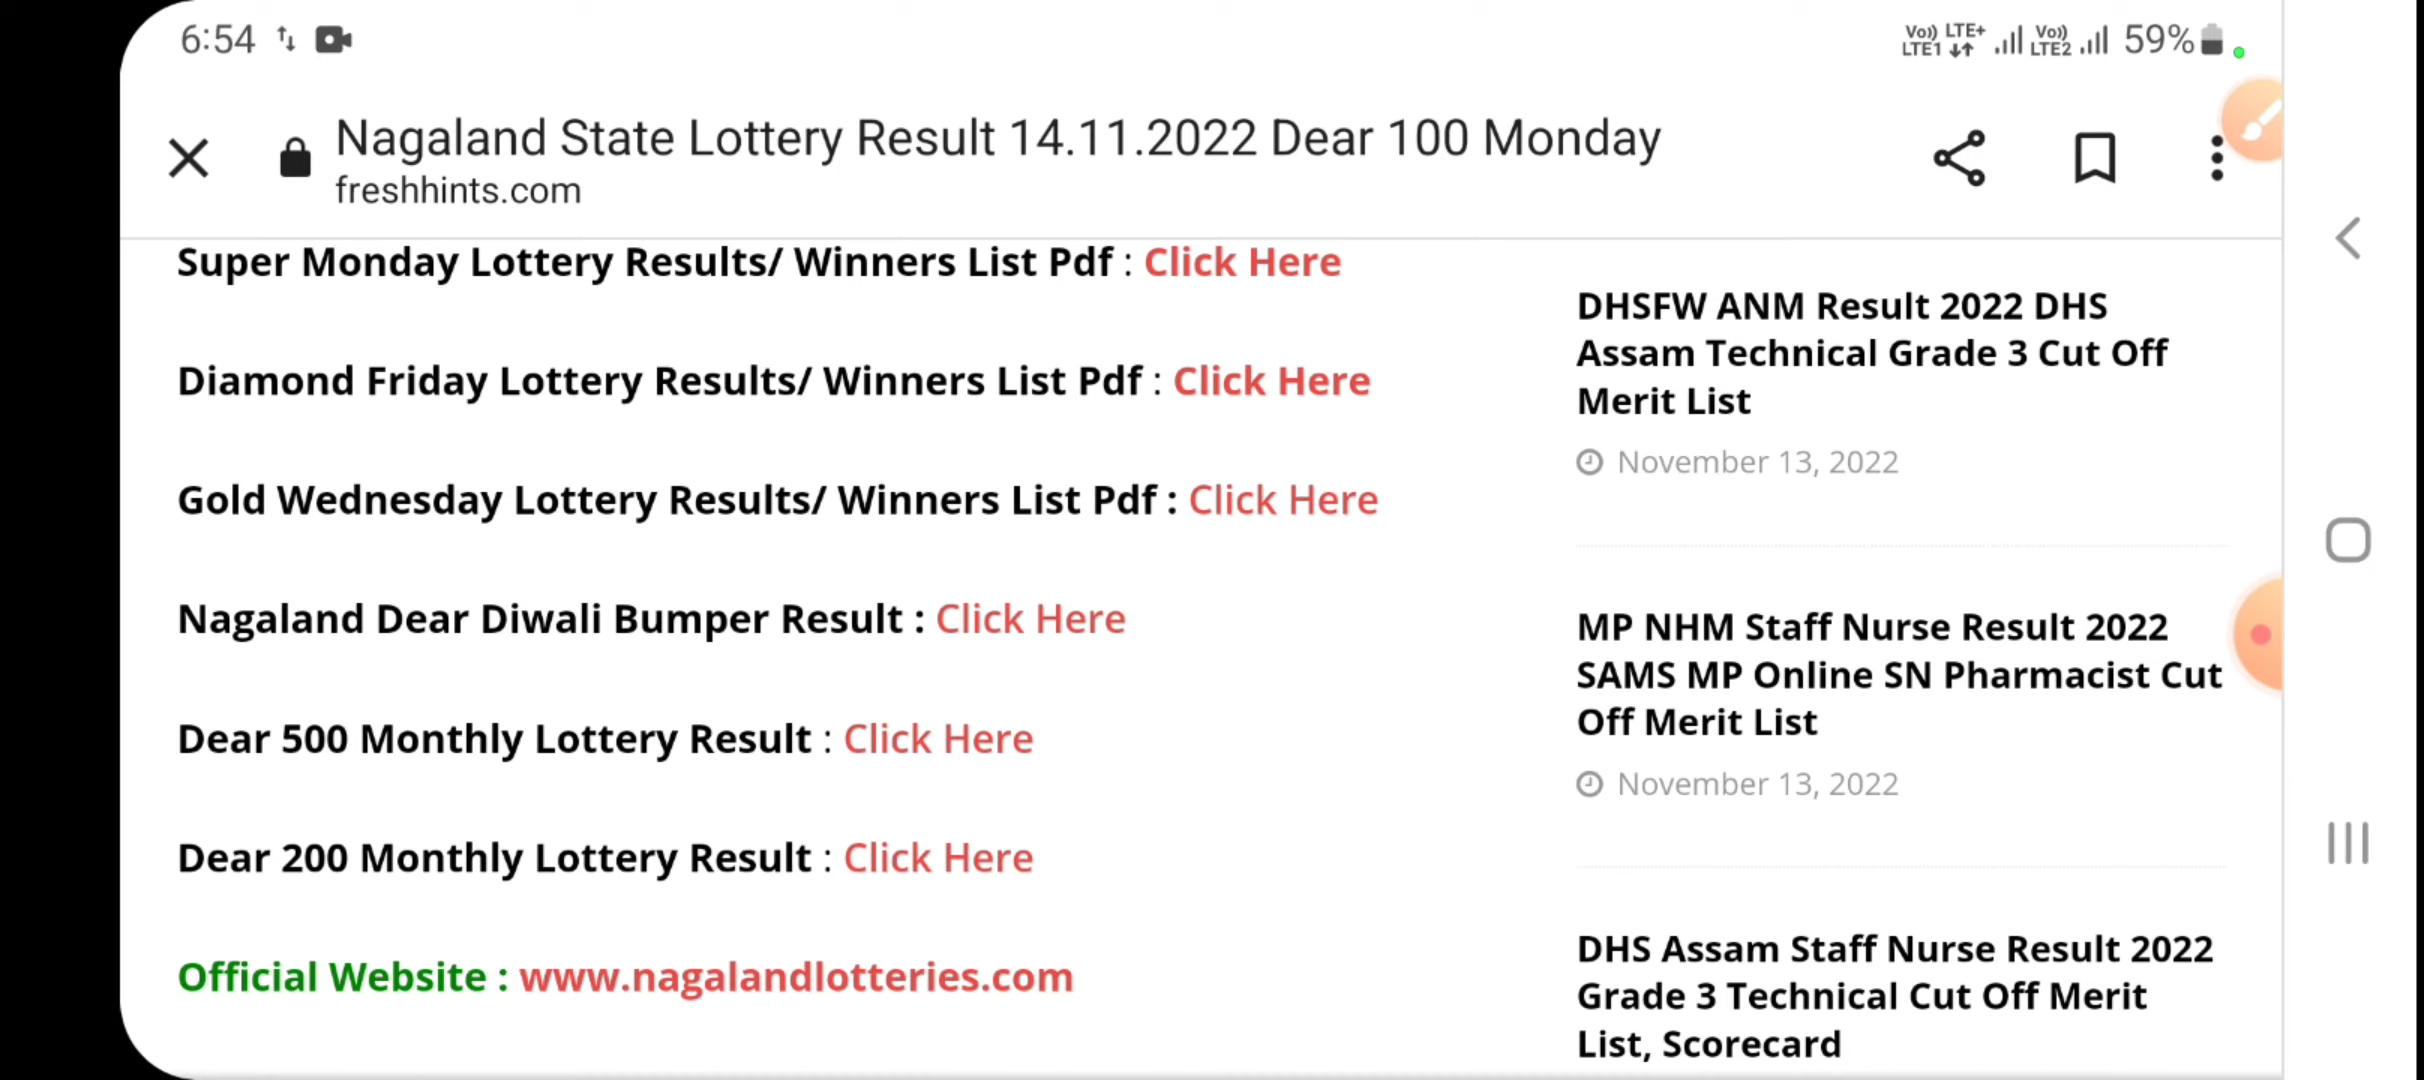 6:54
Vo)) LTE+
LTE1
Vo))
LTE2
59%
Nagaland State Lottery Result 14.11.2022 Dear 100 Monday
freshhints.com
Super Monday Lottery Results/ Winners List Pdf : Click Here
Diamond Friday Lottery Results/ Winners List Pdf : Click Here
Gold Wednesday Lottery Results/ Winners List Pdf : Click Here
Nagaland Dear Diwali Bumper Result : Click Here
Dear 500 Monthly Lottery Result : Click Here
Dear 200 Monthly Lottery Result : Click Here
Official Website : www.nagalandlotteries.com
DHSFW ANM Result 2022 DHS
Assam Technical Grade 3 Cut Off
Merit List
November 13, 2022
MP NHM Staff Nurse Result 2022
SAMS MP Online SN Pharmacist Cut
Off Merit List
November 13, 2022
DHS Assam Staff Nurse Result 2022
Grade 3 Technical Cut Off Merit
List, Scorecard